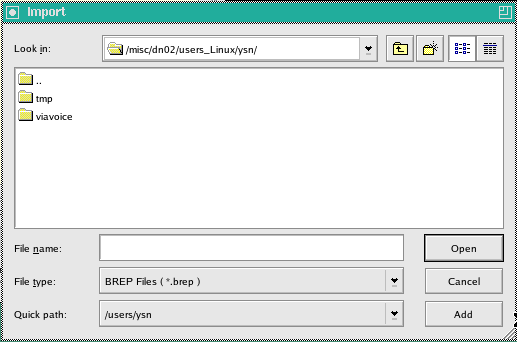 Import
Look in: /misc/dn02/users_Linux/ysn/
..
tmp
viavoice
File name: Open
File type: BREP Files ( *.brep ) Cancel
Quick path: /users/ysn Add